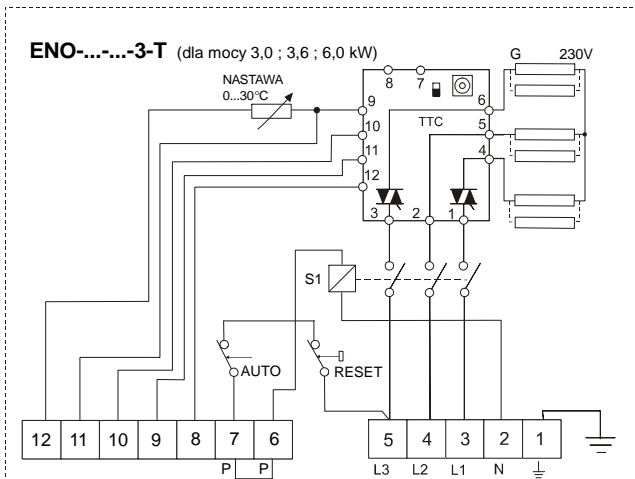 ENO-...-...-3-T (dla mocy 3,0 ; 3,6 ; 6,0 kW)
G 230V
NASTAWA
0...30°C
8 7
9 6
10 TTC 5
11 4
12
3 2 1
S1
AUTO RESET
12 11 10 9 8 7 6 5 4 3 2 1
P P L3 L2 L1 N